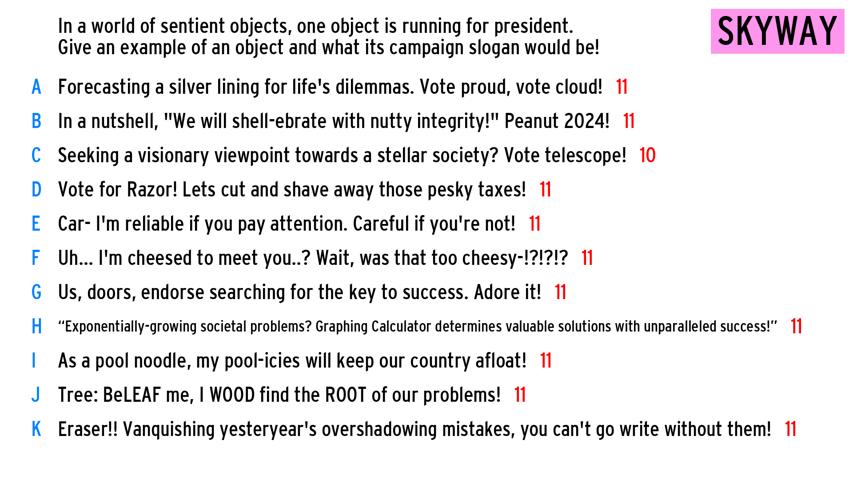 In a world of sentient objects, one object is running for president.
Give an example of an object and what its campaign slogan would be!
SKYWAY
A Forecasting a silver lining for life's dilemmas. Vote proud, vote cloud! 11
B In a nutshell, "We will shell-ebrate with nutty integrity!" Peanut 2024! 11
C Seeking a visionary viewpoint towards a stellar society? Vote telescope! 10
D Vote for Razor! Lets cut and shave away those pesky taxes! 11
E Car- I'm reliable if you pay attention. Careful if you're not! 11
F Uh... I'm cheesed to meet you..? Wait, was that too cheesy-!?!?!? 11
G Us, doors, endorse searching for the key to success. Adore it! 11
H “Exponentially-growing societal problems? Graphing Calculator determines valuable solutions with unparalleled success!” 11
I As a pool noodle, my pool-icies will keep our country afloat! 11
J Tree: BeLEAF me, I WOOD find the ROOT of our problems! 11
K Eraser!! Vanquishing yesteryear's overshadowing mistakes, you can't go write without them! 11